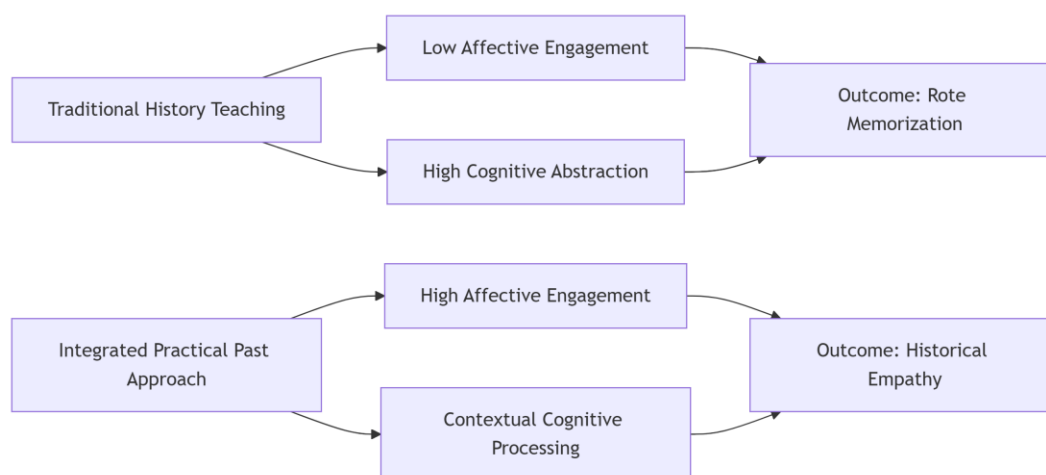 Low Affective Engagement
Traditional History Teaching
Outcome: Rote
Memorization
High Cognitive Abstraction
High Affective Engagement
Integrated Practical Past
Approach
Outcome: Historical
Empathy
Contextual Cognitive
Processing